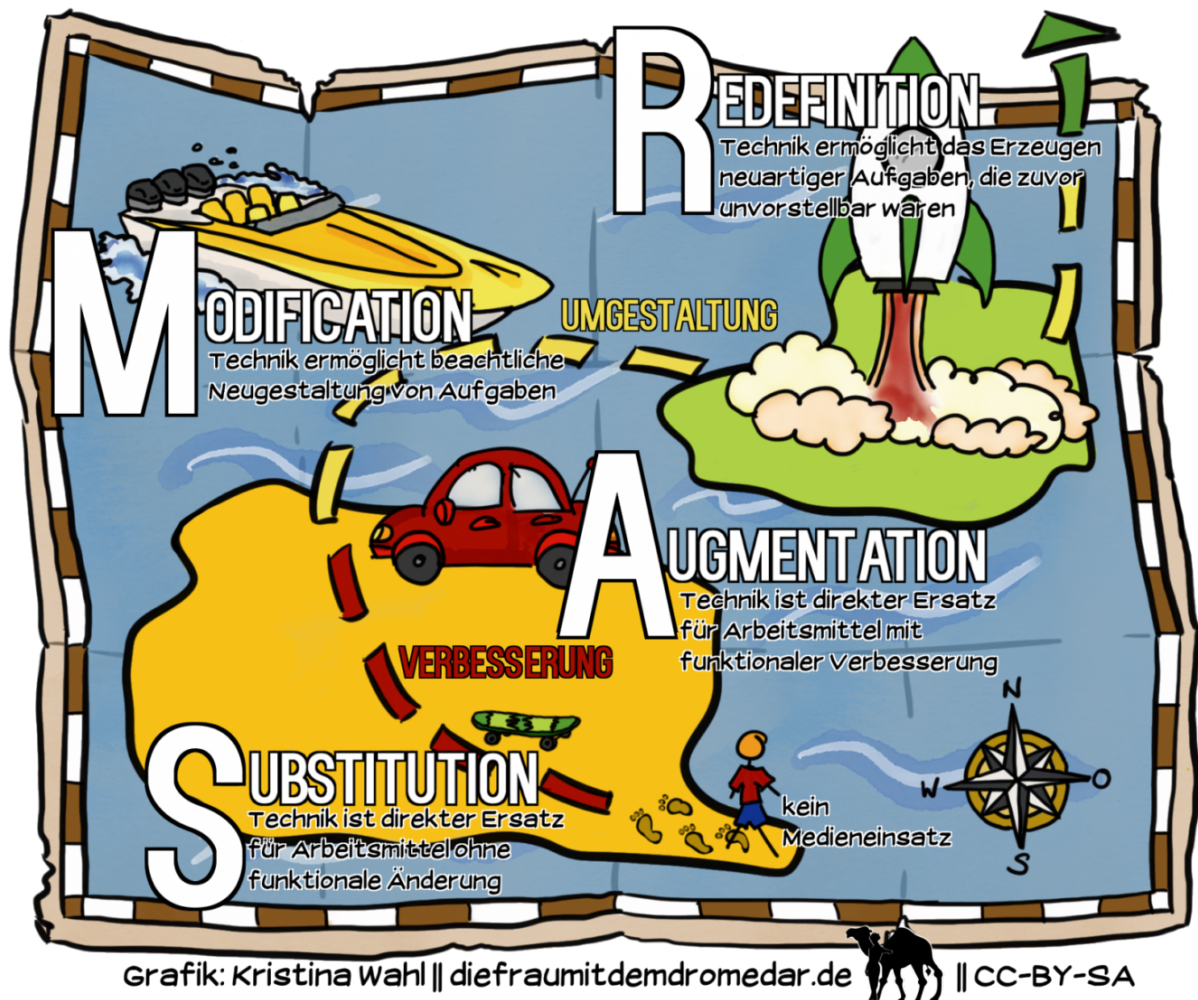 REDEFINITION
Technik ermöglicht das Erzeugen
neuartiger Aufgaben, die zuvor
unvorstellbar waren
MODIFICATION
Technik ermöglicht beachtliche
Neugestaltung von Aufgaben
UMGESTALTUNG
AUGMENTATION
Technik ist direkter Ersatz
für Arbeitsmittel mit
funktionaler Verbesserung
VERBESSERUNG
SUBSTITUTION
Technik ist direkter Ersatz
für Arbeitsmittel ohne
funktionale Änderung
kein
Medieneinsatz
N
W O
S
Grafik: Kristina Wahl || diefraumitdemdromedar.de || CC-BY-SA